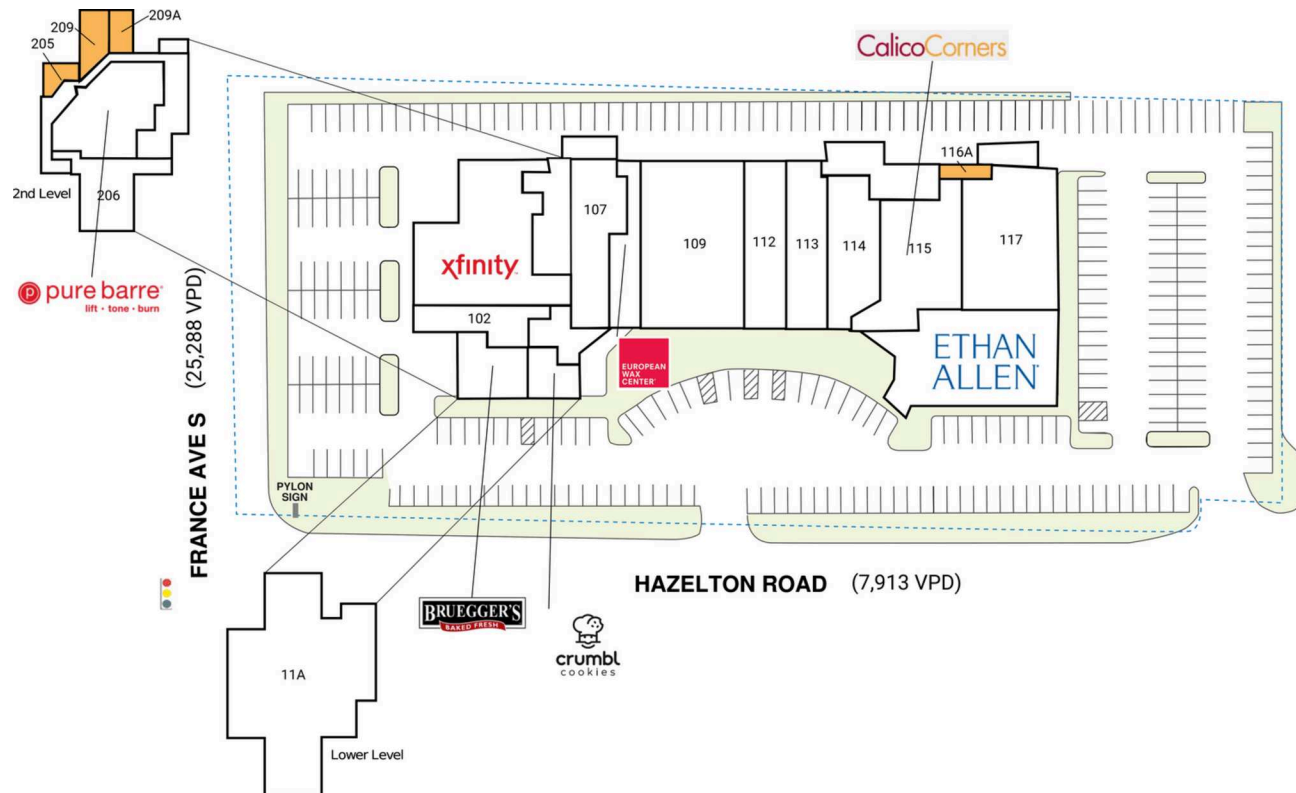 209A
209
205
2nd Level
206
pure barre
lift • tone • burn
CalicoCorners
116A
107
109
112
113
114
115
117
xfinity
102
EUROPEAN
WAX
CENTER
ETHAN
ALLEN
FRANCE AVE S (25,288 VPD)
PYLON
SIGN
HAZELTON ROAD (7,913 VPD)
BRUEGGER'S
BAKED FRESH
crumbl
cookies
11A
Lower Level